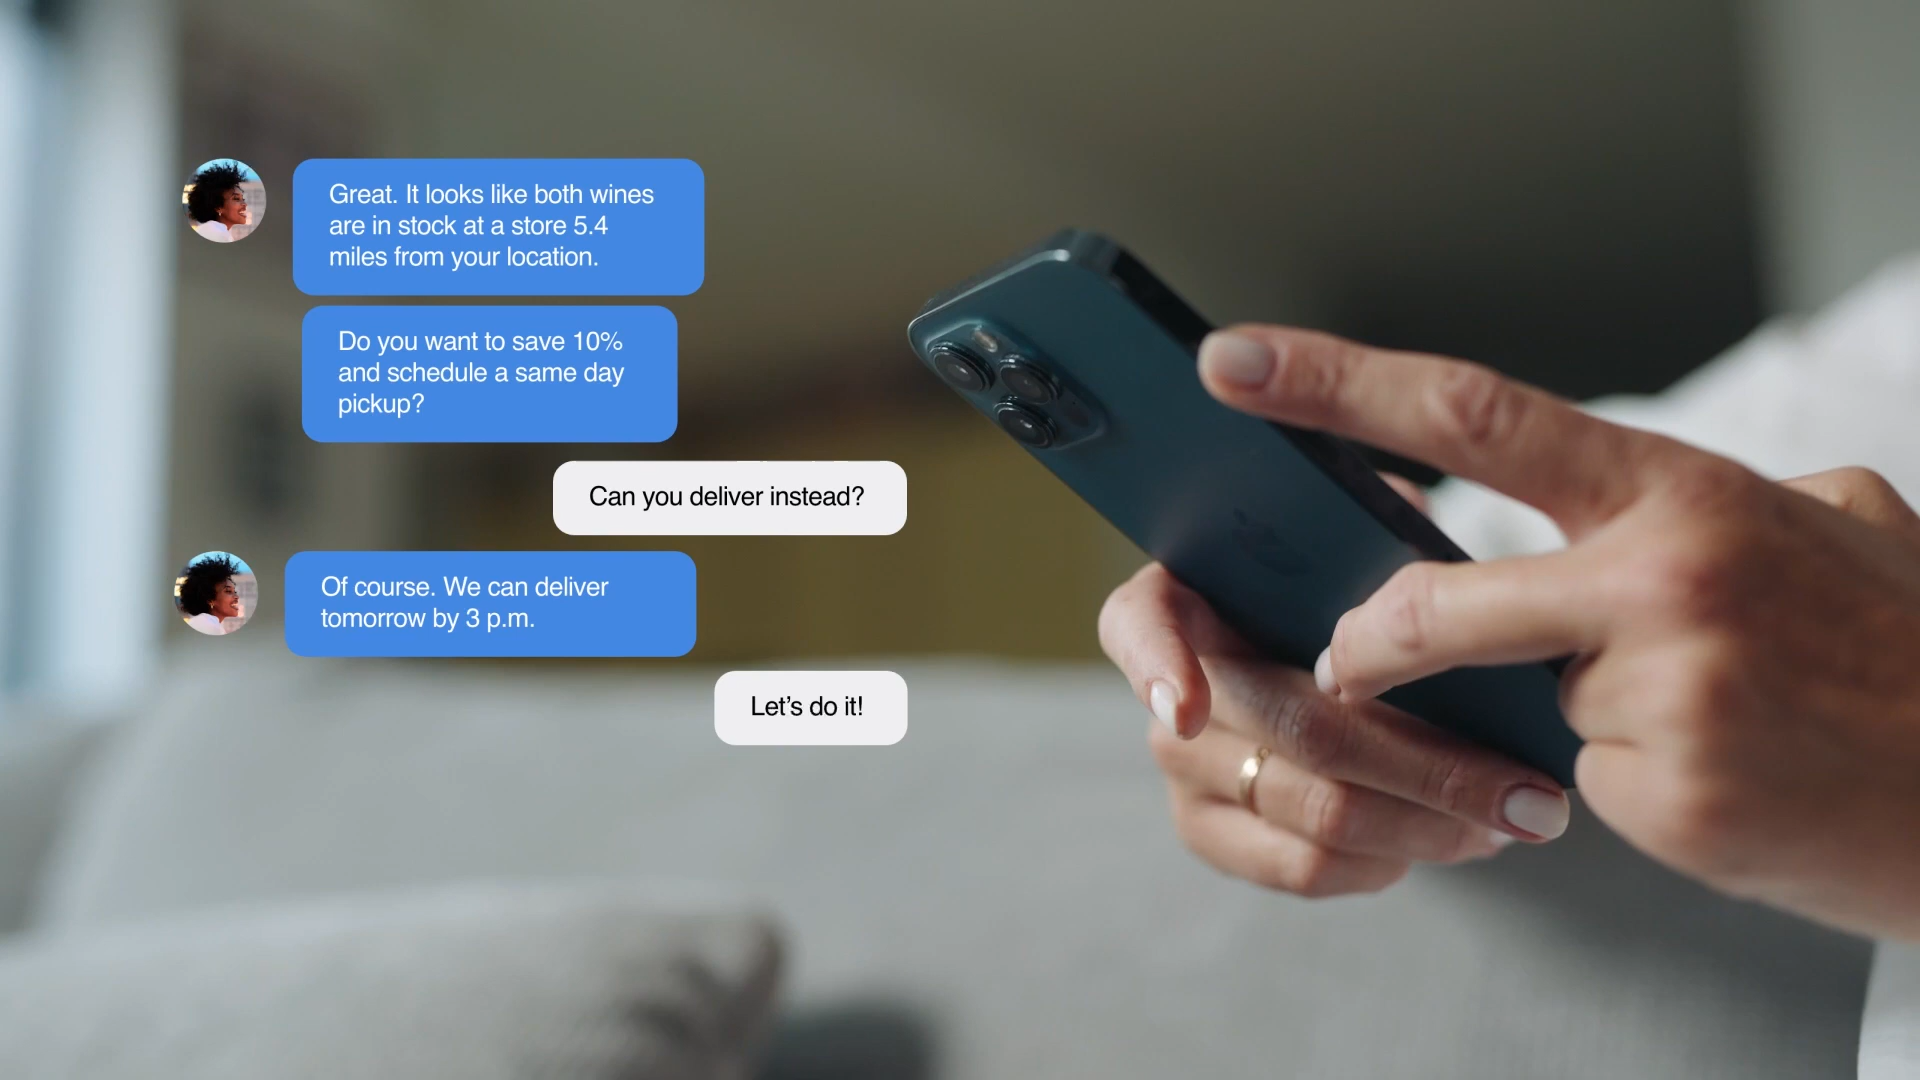 Great. It looks like both wines
are in stock at a store 5.4
miles from your location.
Do you want to save 10%
and schedule a same day
pickup?
Can you deliver instead?
Of course. We can deliver
tomorrow by 3 p.m.
Let’s do it!